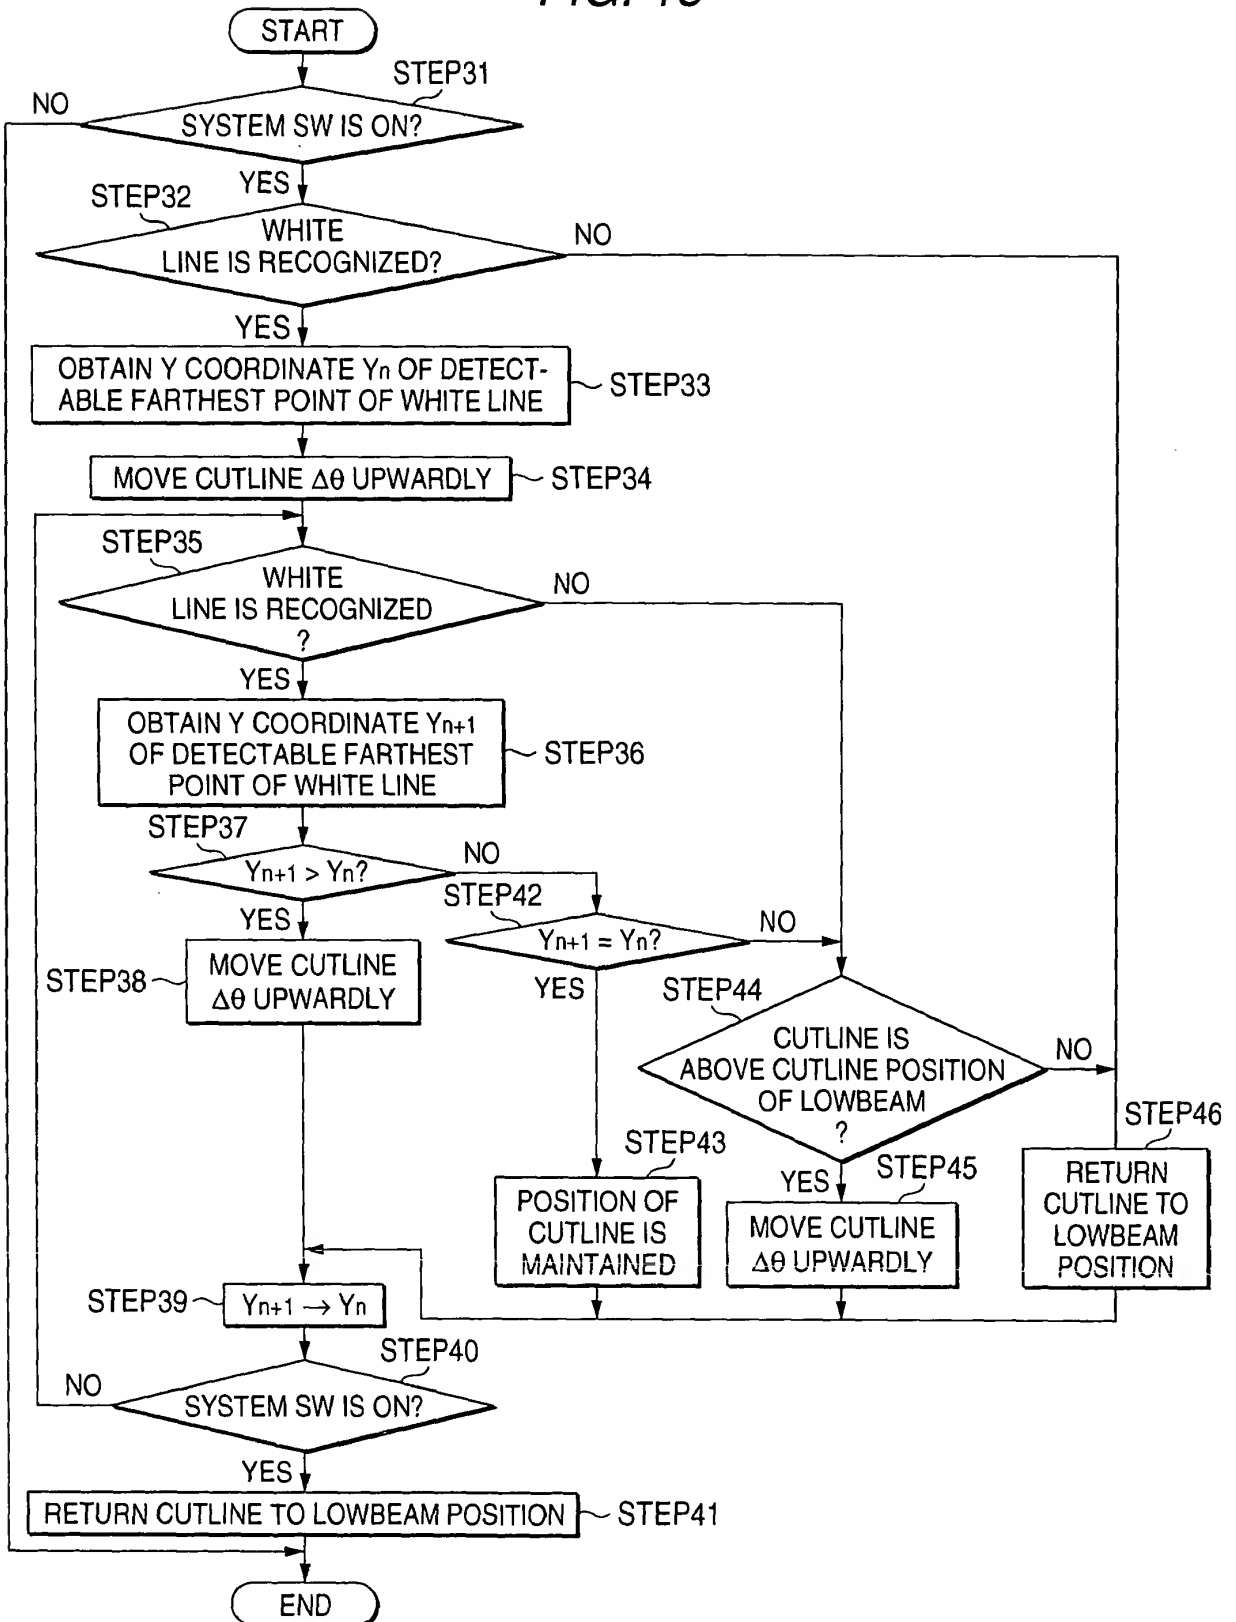 START
STEP31
NO
SYSTEM SW IS ON?
YES
STEP32
WHITE
LINE IS RECOGNIZED?
NO
YES
OBTAIN Y COORDINATE Yn OF DETECT-
ABLE FARTHEST POINT OF WHITE LINE
STEP33
MOVE CUTLINE Δθ UPWARDLY
STEP34
STEP35
WHITE
LINE IS RECOGNIZED
?
NO
YES
OBTAIN Y COORDINATE Yn+1
OF DETECTABLE FARTHEST
POINT OF WHITE LINE
STEP36
STEP37
Yn+1 > Yn?
NO
YES
STEP42
Yn+1 = Yn?
NO
YES
STEP38
MOVE CUTLINE
Δθ UPWARDLY
STEP44
CUTLINE IS
ABOVE CUTLINE POSITION
OF LOWBEAM
?
NO
YES
STEP43
POSITION OF
CUTLINE IS
MAINTAINED
STEP45
MOVE CUTLINE
Δθ UPWARDLY
STEP46
RETURN
CUTLINE TO
LOWBEAM
POSITION
STEP39
Yn+1 → Yn
STEP40
NO
SYSTEM SW IS ON?
YES
RETURN CUTLINE TO LOWBEAM POSITION
STEP41
END